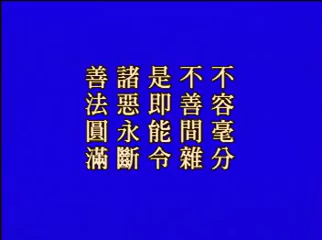 不容毫分
不善間雜
是即能令
諸惡永斷
善法圓滿